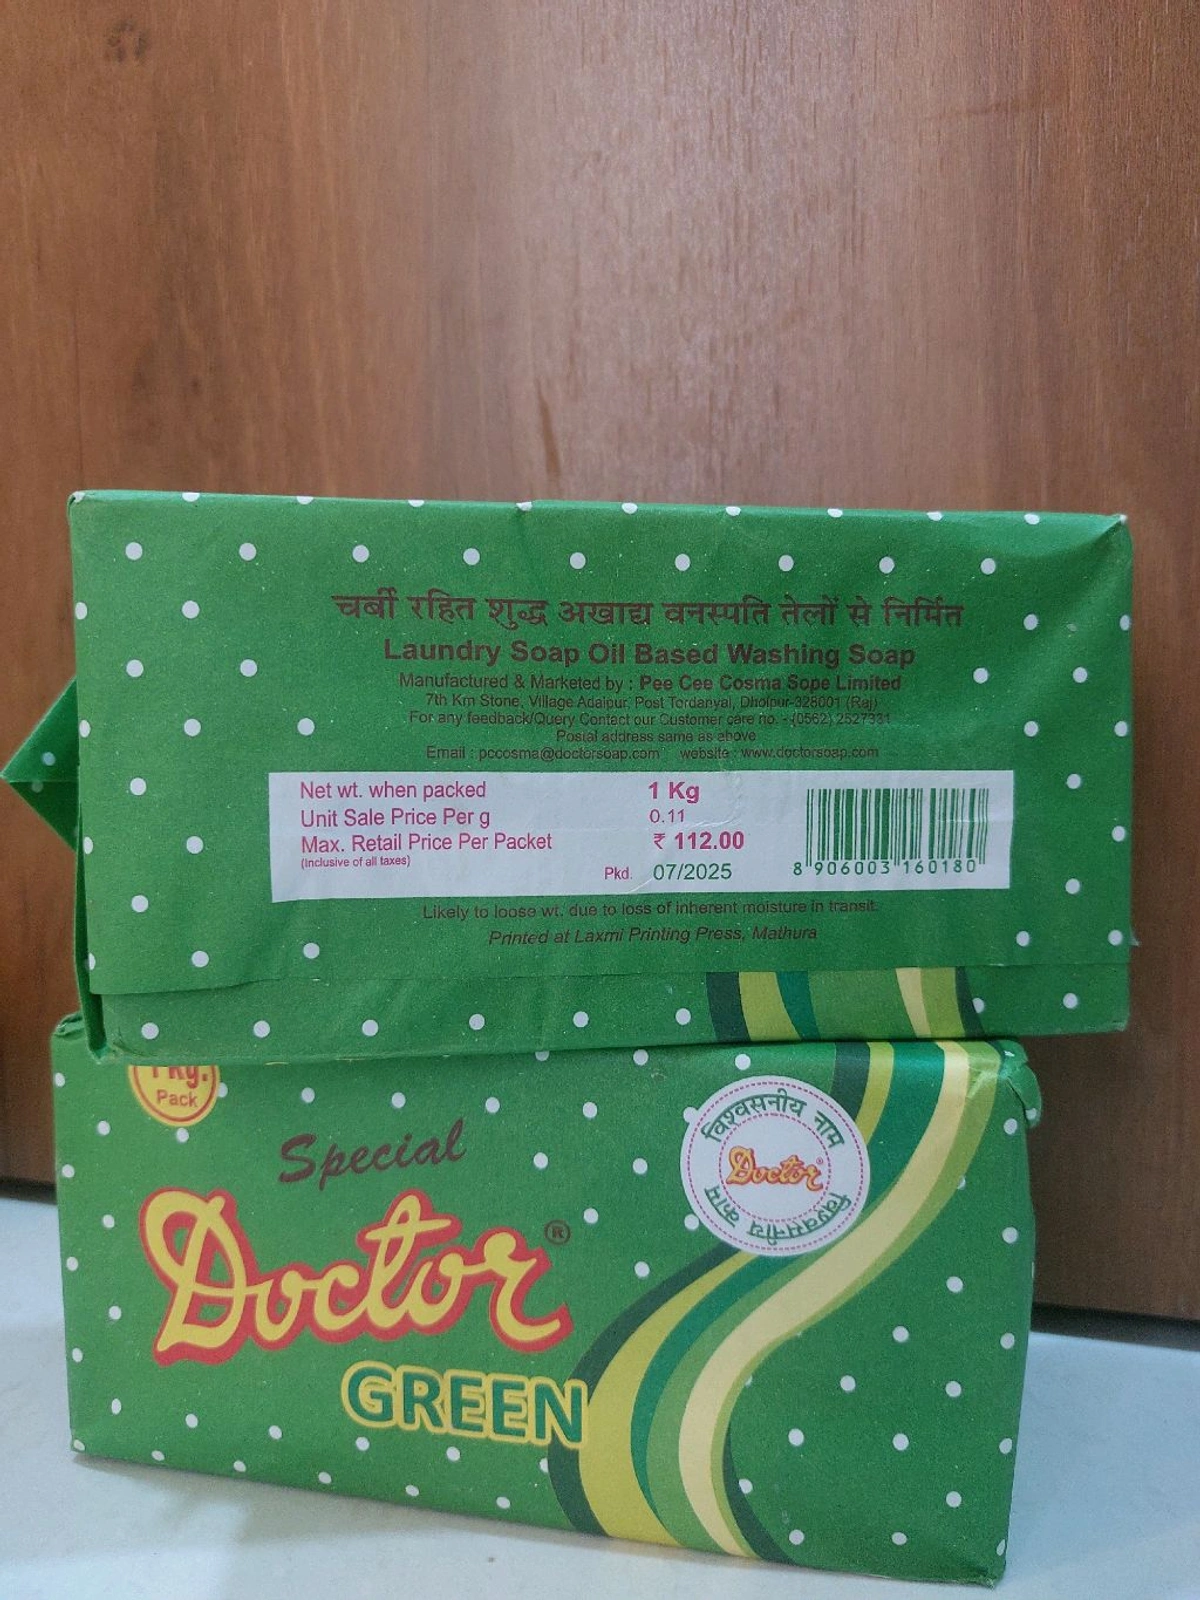 चर्बी रहित शुद्ध अखाद्य वनस्पति तेलों से निर्मित
Laundry Soap Oil Based Washing Soap
Manufactured & Marketed by : Pee Cee Cosma Sope Limited
7th Km Stone, Village Adalpur, Post Tordanyal, Dholpur-328001 (Raj)
For any feedback/Query Contact our Customer care no. - (0562) 2527331
Postal address same as above
Email : pccosma@doctorsoap.com website : www.doctorsoap.com
Net wt. when packed 1 Kg
Unit Sale Price Per g 0.11
Max. Retail Price Per Packet ₹ 112.00
(Inclusive of all taxes)
Pkd. 07/2025
8 906003 160180
Likely to loose wt. due to loss of inherent moisture in transit.
Printed at Laxmi Printing Press, Mathura
1 Kg.
Pack
Special
Doctor®
GREEN
विश्वसनीय नाम
Doctor®
विश्वसनीय काम